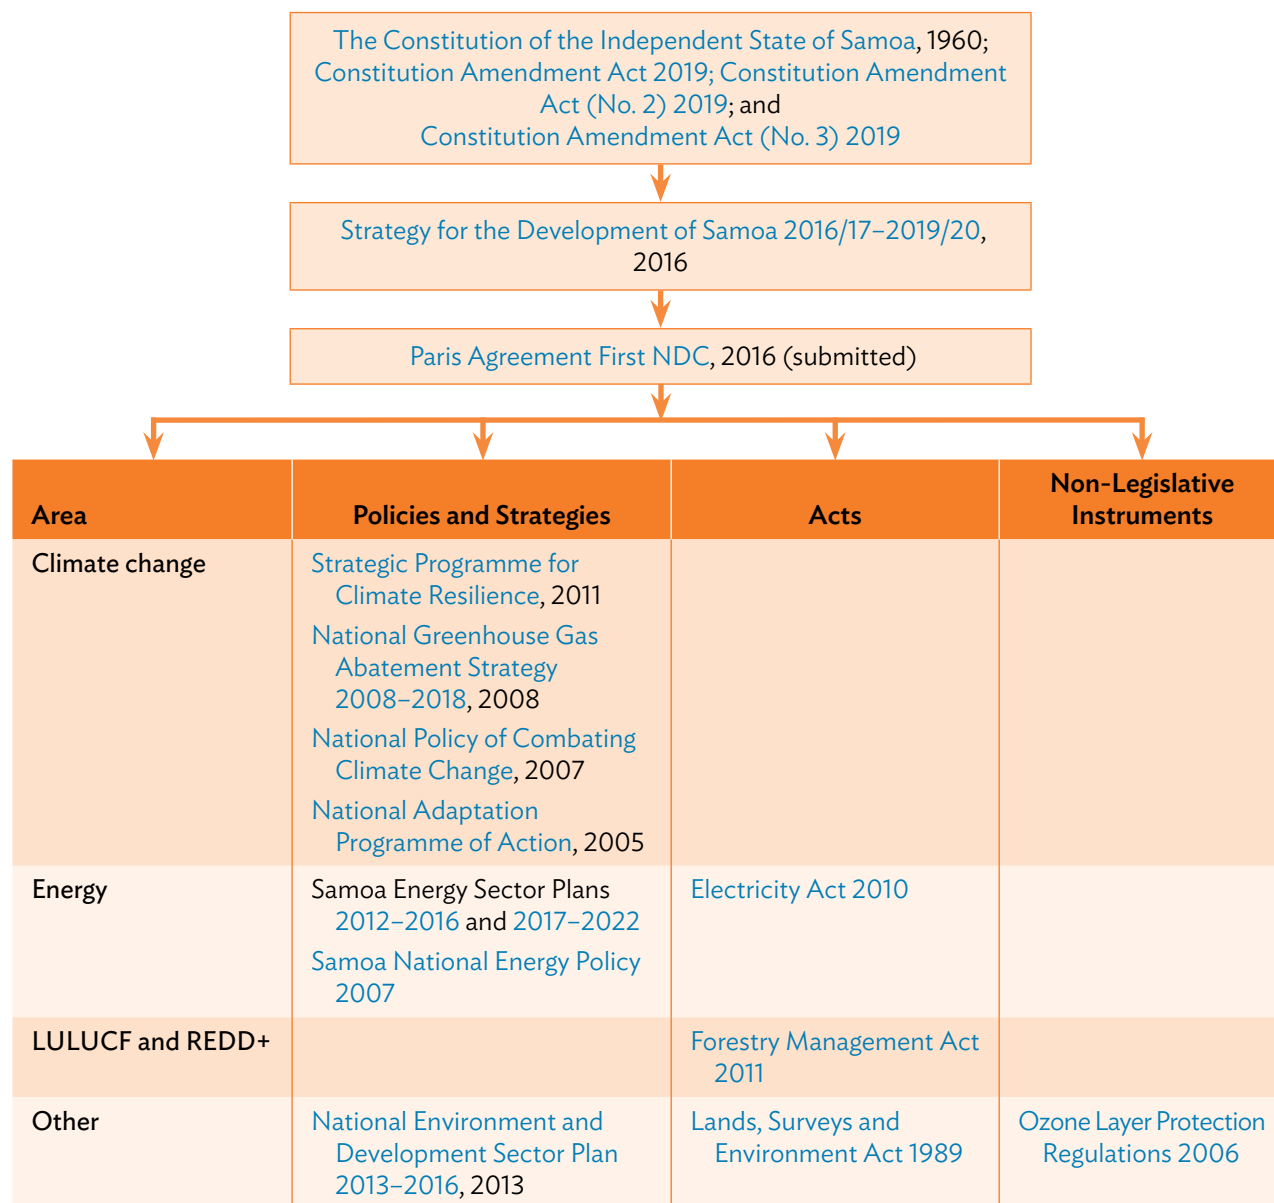 The Constitution of the Independent State of Samoa, 1960;
Constitution Amendment Act 2019; Constitution Amendment
Act (No. 2) 2019; and
Constitution Amendment Act (No. 3) 2019
Strategy for the Development of Samoa 2016/17–2019/20,
2016
Paris Agreement First NDC, 2016 (submitted)
Area
Policies and Strategies
Acts
Non-Legislative
Instruments
Climate change
Strategic Programme for
Climate Resilience, 2011
National Greenhouse Gas
Abatement Strategy
2008–2018, 2008
National Policy of Combating
Climate Change, 2007
National Adaptation
Programme of Action, 2005
Energy
Samoa Energy Sector Plans
2012–2016 and 2017–2022
Samoa National Energy Policy
2007
Electricity Act 2010
LULUCF and REDD+
Forestry Management Act
2011
Other
National Environment and
Development Sector Plan
2013–2016, 2013
Lands, Surveys and
Environment Act 1989
Ozone Layer Protection
Regulations 2006